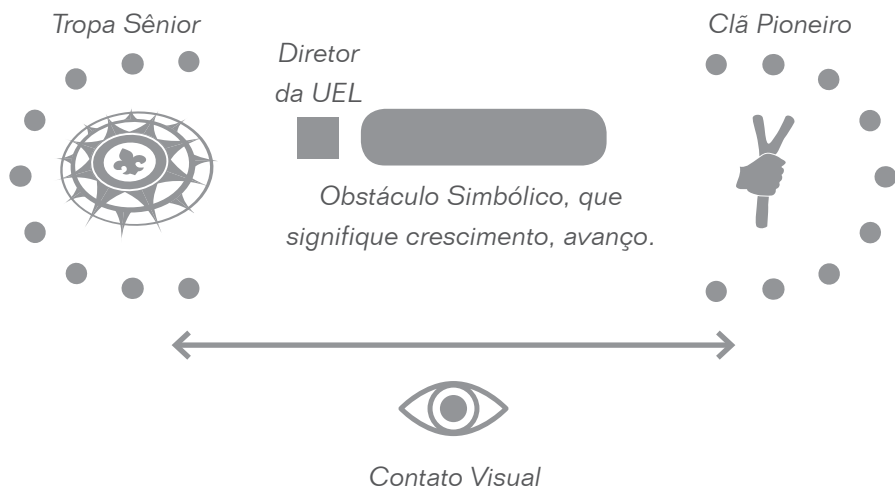 Tropa Sênior
Clã Pioneiro
Diretor
da UEL
Obstáculo Simbólico, que
signifique crescimento, avanço.
Contato Visual